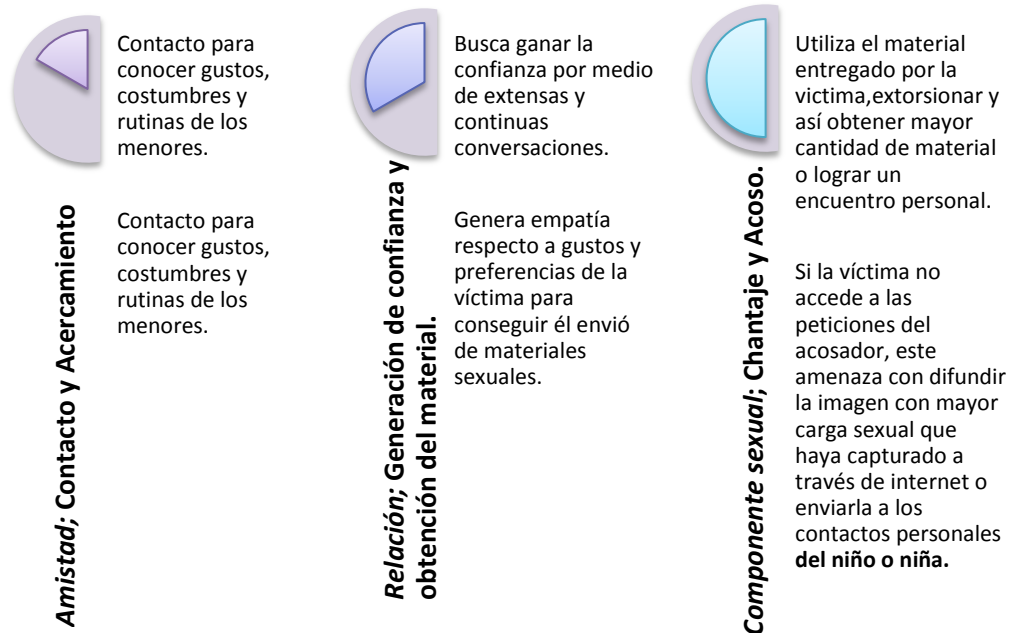 Amistad; Contacto y Acercamiento
Contacto para
conocer gustos,
costumbres y
rutinas de los
menores.
Contacto para
conocer gustos,
costumbres y
rutinas de los
menores.
Relación; Generación de confianza y
obtención del material.
Busca ganar la
confianza por medio
de extensas y
continuas
conversaciones.
Genera empatía
respecto a gustos y
preferencias de la
víctima para
conseguir él envió
de materiales
sexuales.
Componente sexual; Chantaje y Acoso.
Utiliza el material
entregado por la
victima,extorsionar y
así obtener mayor
cantidad de material
o lograr un
encuentro personal.
Si la víctima no
accede a las
peticiones del
acosador, este
amenaza con difundir
la imagen con mayor
carga sexual que
haya capturado a
través de internet o
enviarla a los
contactos personales
del niño o niña.